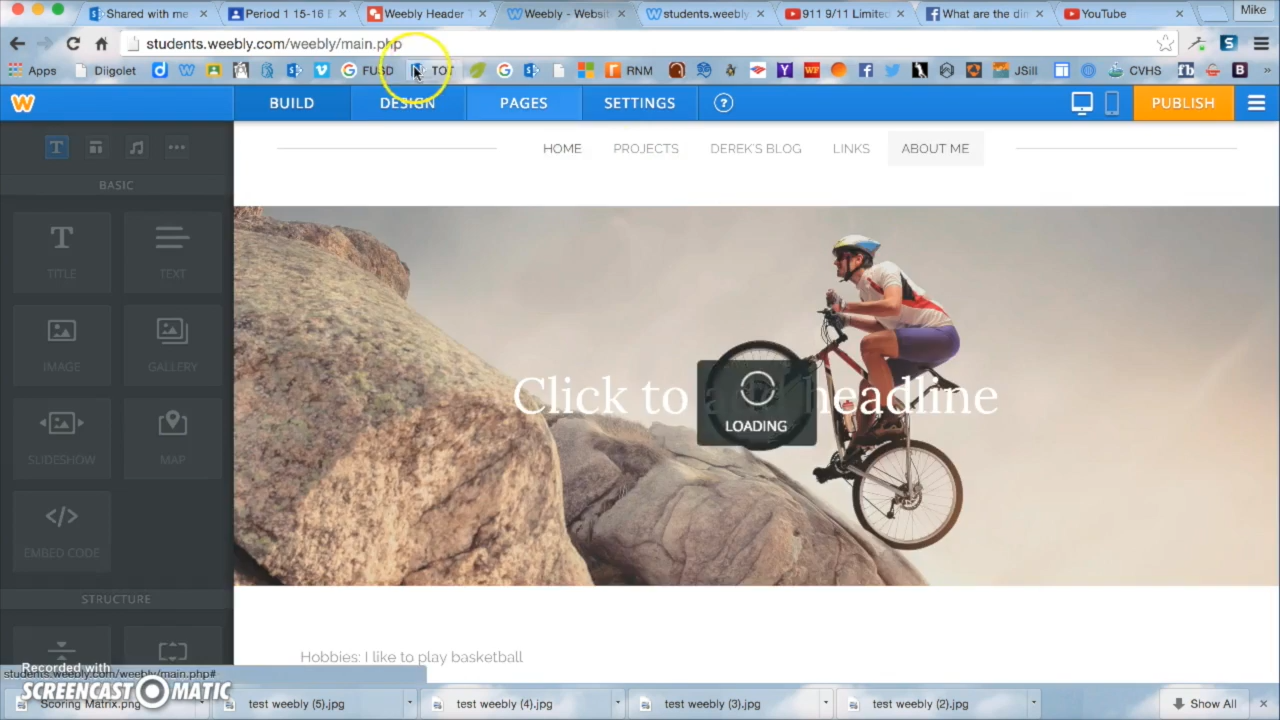 Shared with me
Period 1 15-16 E
Weebly Header T
Weebly - Websit
students.weebly.
911 9/11 Limited
What are the din
YouTube
Mike
students.weebly.com/weebly/main.php
Apps
Diigolet
FUSD
TOT
RNM
JSill
CVHS
»
BUILD
DESIGN
PAGES
SETTINGS
?
PUBLISH
HOME
PROJECTS
DEREK'S BLOG
LINKS
ABOUT ME
BASIC
TITLE
TEXT
IMAGE
GALLERY
SLIDESHOW
MAP
EMBED CODE
STRUCTURE
Click to headline
LOADING
Hobbies: I like to play basketball
Recorded with
students.weebly.com/weebly/main.php#
SCREENCAST MATIC
Scoring Matrix.png
test weebly (5).jpg
test weebly (4).jpg
test weebly (3).jpg
test weebly (2).jpg
Show All